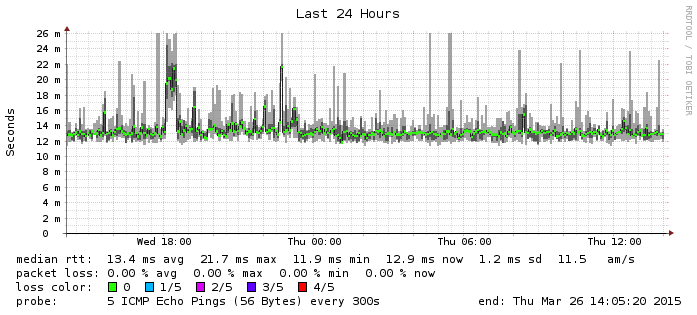 Last 24 Hours
RRDTOOL / TOBI OETIKER
Seconds
26 m
24 m
22 m
20 m
18 m
16 m
14 m
12 m
10 m
8 m
6 m
4 m
2 m
0
Wed 18:00 Thu 00:00 Thu 06:00 Thu 12:00
median rtt: 13.4 ms avg 21.7 ms max 11.9 ms min 12.9 ms now 1.2 ms sd 11.5 am/s
packet loss: 0.00 % avg 0.00 % max 0.00 % min 0.00 % now
loss color: 0 1/5 2/5 3/5 4/5
probe: 5 ICMP Echo Pings (56 Bytes) every 300s end: Thu Mar 26 14:05:20 2015